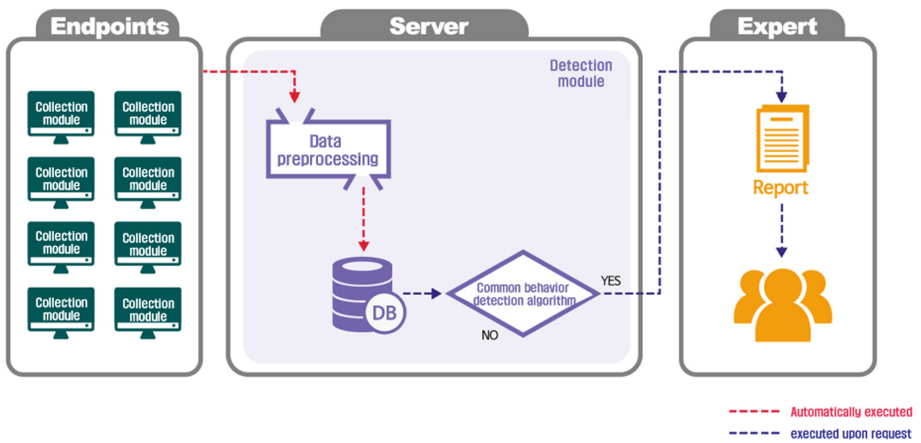 Endpoints
Server
Expert
Collection
module
Collection
module
Collection
module
Collection
module
Collection
module
Collection
module
Collection
module
Collection
module
Detection
module
Data
preprocessing
DB
Common behavior
detection algorithm
YES
NO
Report
Automatically executed
executed upon request